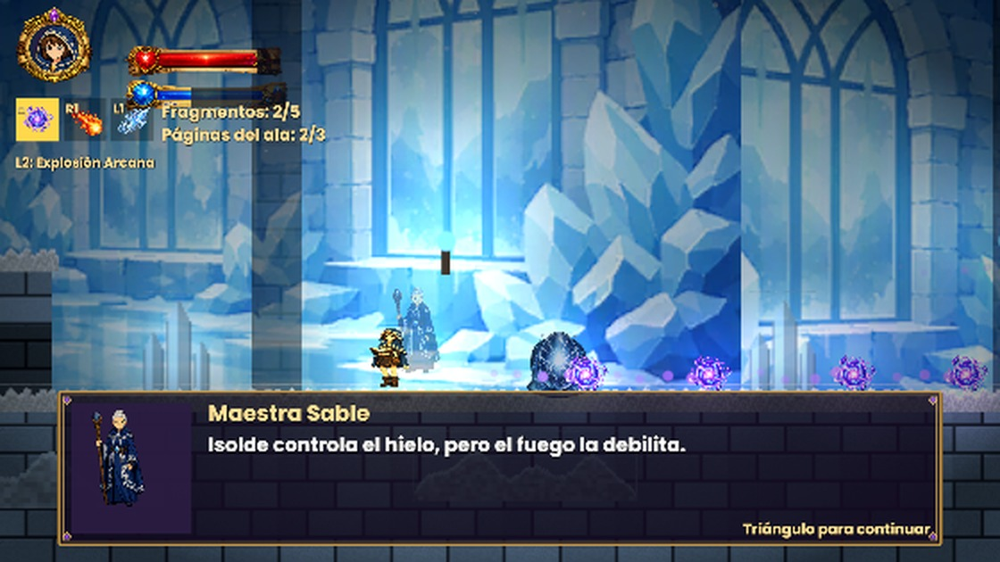 R1
L1
Fragmentos: 2/5
Páginas del ala: 2/3
L2: Explosión Arcana
Maestra Sable
Isolde controla el hielo, pero el fuego la debilita.
Triángulo para continuar